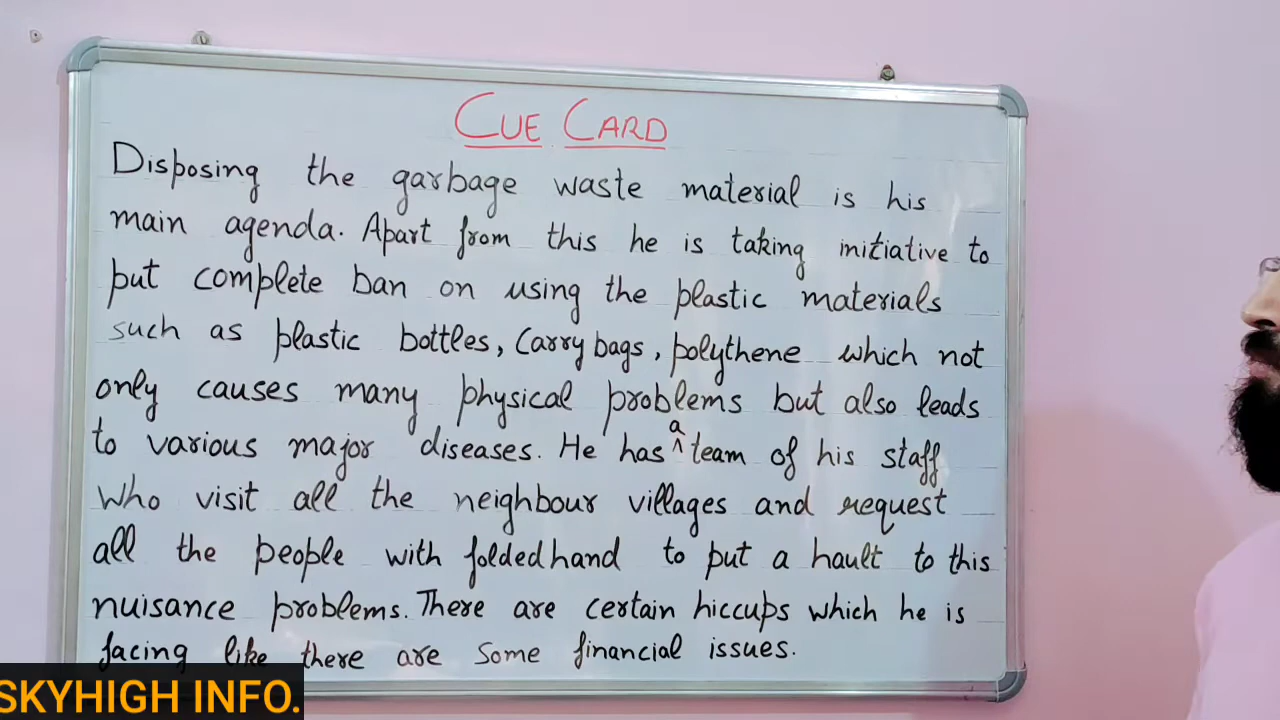 CUE CARD
Disposing the garbage waste material is his
main agenda. Apart from this he is taking initiative to
put complete ban on using the plastic materials
such as plastic bottles, Carry bags, polythene which not
only causes many physical problems but also leads
to various major diseases. He has a team of his staff
who visit all the neighbour villages and request
all the people with folded hand to put a hault to this
nuisance problems. There are certain hiccups which he is
facing like there are some financial issues.
SKYHIGH INFO.